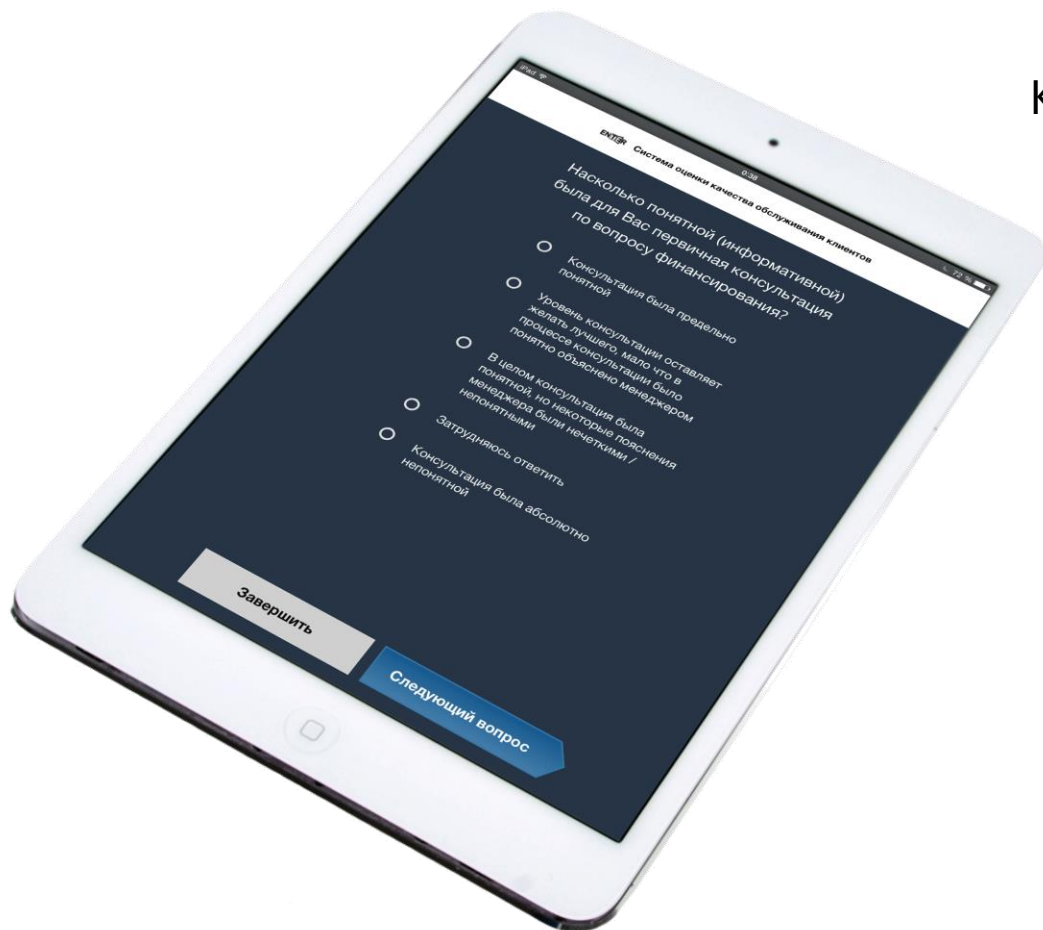 К
iPad
0:38
72 %
ENTER Система оценки качества обслуживания клиентов
Насколько понятной (информативной)
была для Вас первичная консультация
по вопросу финансирования?
Консультация была предельно
понятной
Уровень консультации оставляет
желать лучшего, мало что в
процессе консультации было
понятно объяснено менеджером
В целом консультация была
понятной, но некоторые пояснения
менеджера были нечеткими /
непонятными
Затрудняюсь ответить
Консультация была абсолютно
непонятной
Завершить
Следующий вопрос